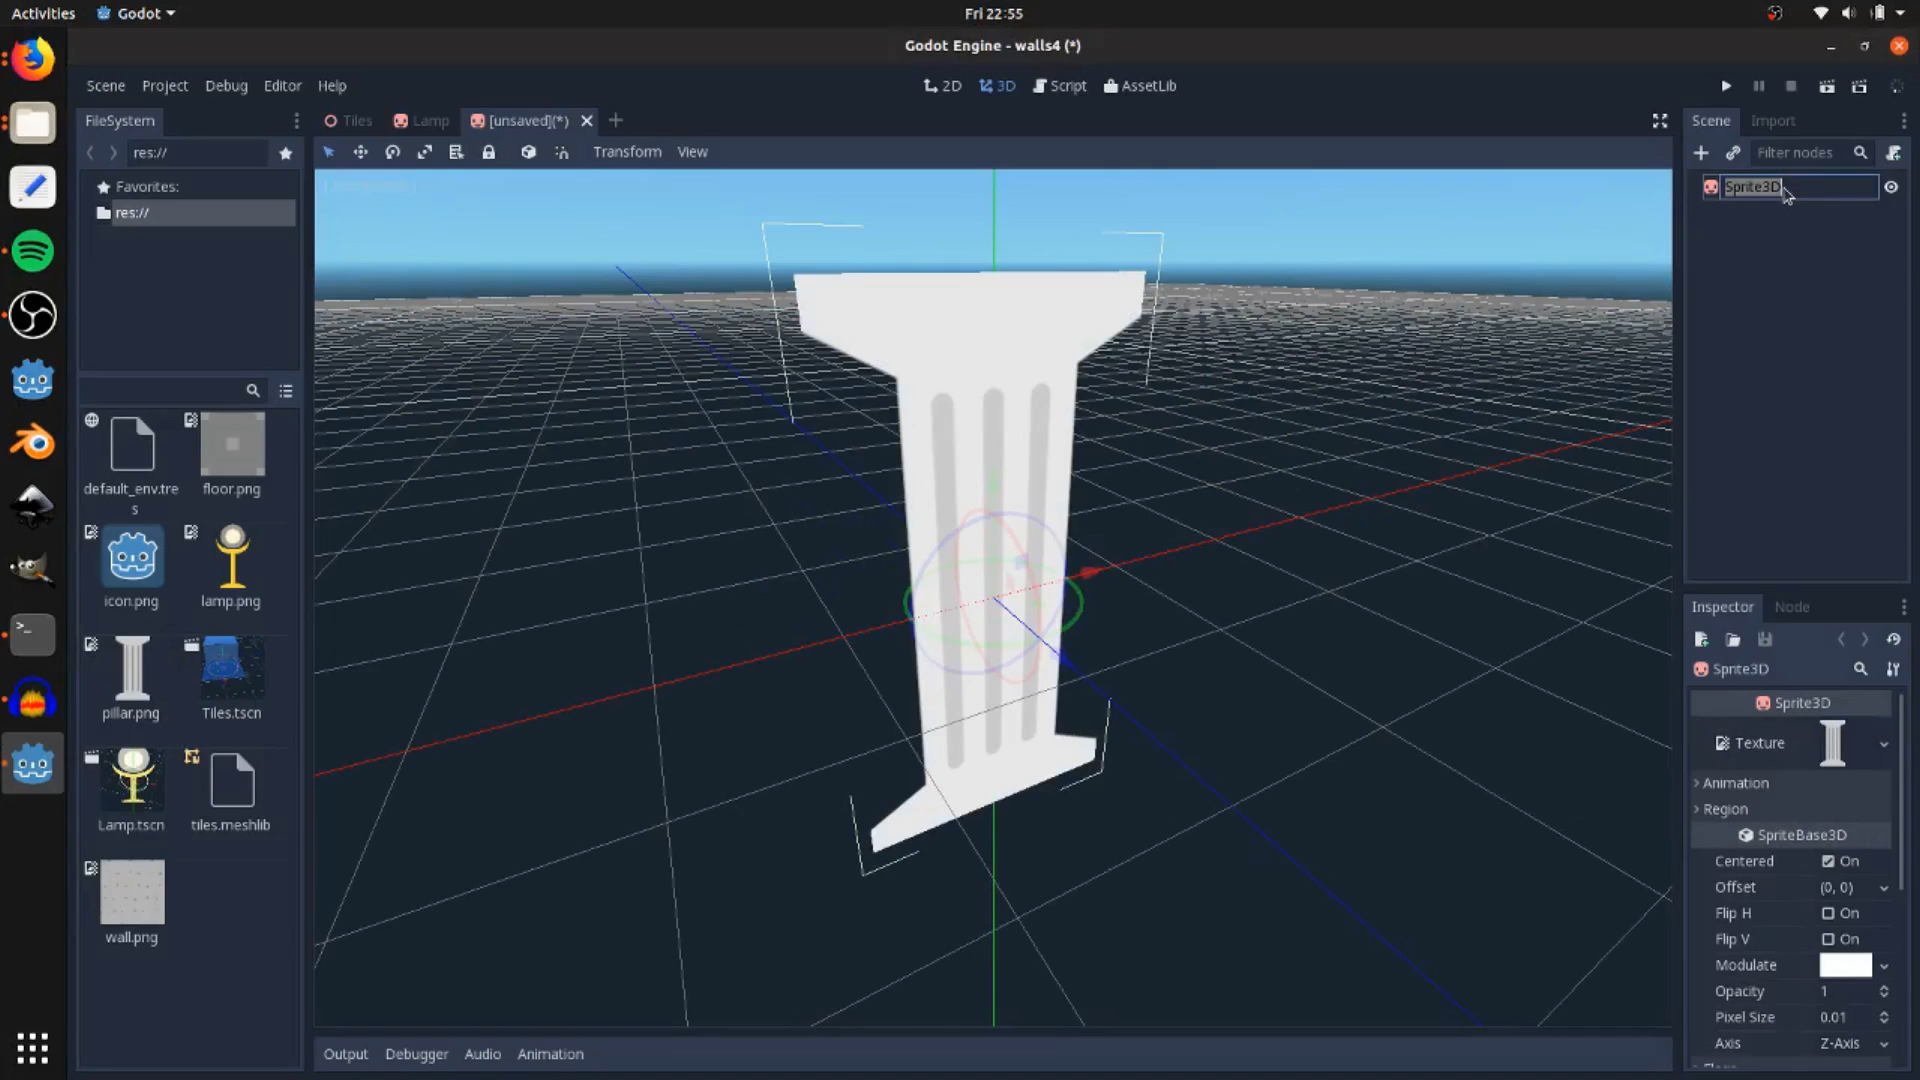 Activities
Godot
Fri 22:55
Godot Engine - walls4 (*)
Scene
Project
Debug
Editor
Help
2D
3D
Script
AssetLib
FileSystem
res://
Favorites:
res://
default_env.tre
s
floor.png
icon.png
lamp.png
pillar.png
Tiles.tscn
Lamp.tscn
tiles.meshlib
wall.png
Tiles
Lamp
[unsaved](*)
Transform
View
Output
Debugger
Audio
Animation
Scene
Import
Filter nodes
Sprite3D
Inspector
Node
Sprite3D
Sprite3D
Texture
Animation
Region
SpriteBase3D
Centered
On
Offset
(0, 0)
Flip H
On
Flip V
On
Modulate
Opacity
1
Pixel Size
0.01
Axis
Z-Axis